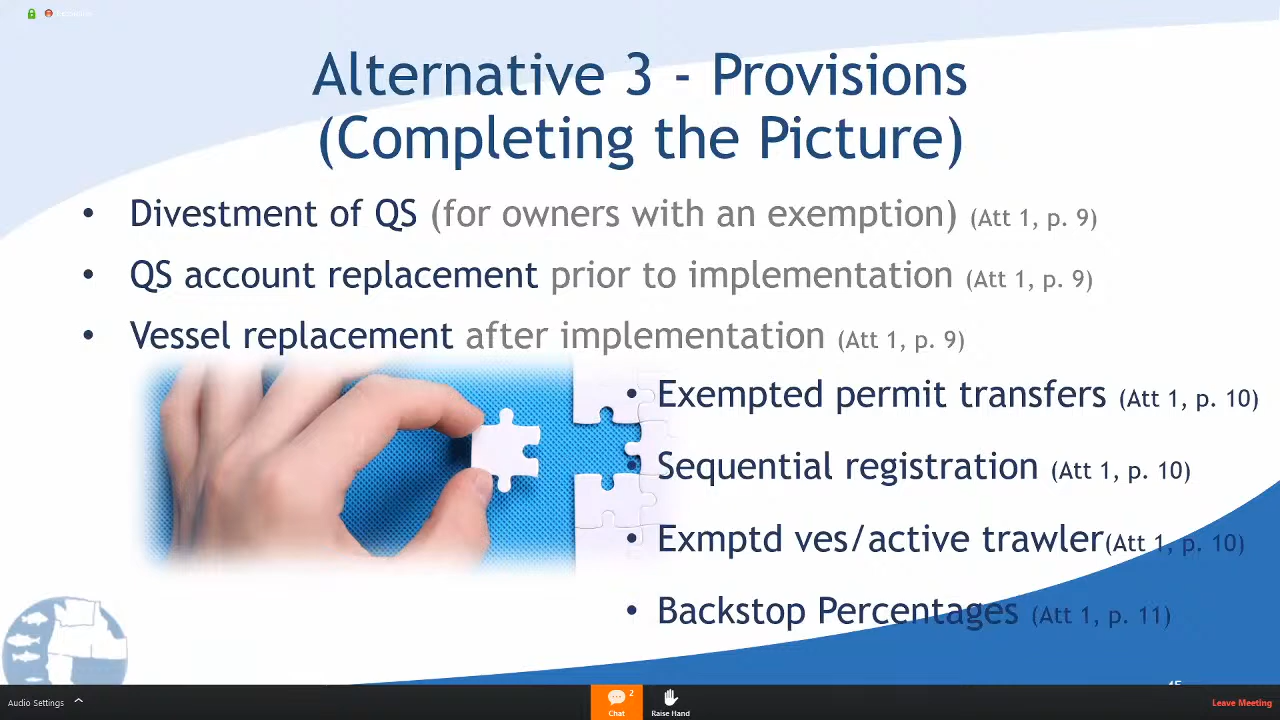 Alternative 3 - Provisions
(Completing the Picture)
• Divestment of QS (for owners with an exemption) (Att 1, p. 9)
• QS account replacement prior to implementation (Att 1, p. 9)
• Vessel replacement after implementation (Att 1, p. 9)
• Exempted permit transfers (Att 1, p. 10)
• Sequential registration (Att 1, p. 10)
• Exmptd ves/active trawler(Att 1, p. 10)
• Backstop Percentages (Att 1, p. 11)
Audio Settings
2
Chat
Raise Hand
Leave Meeting